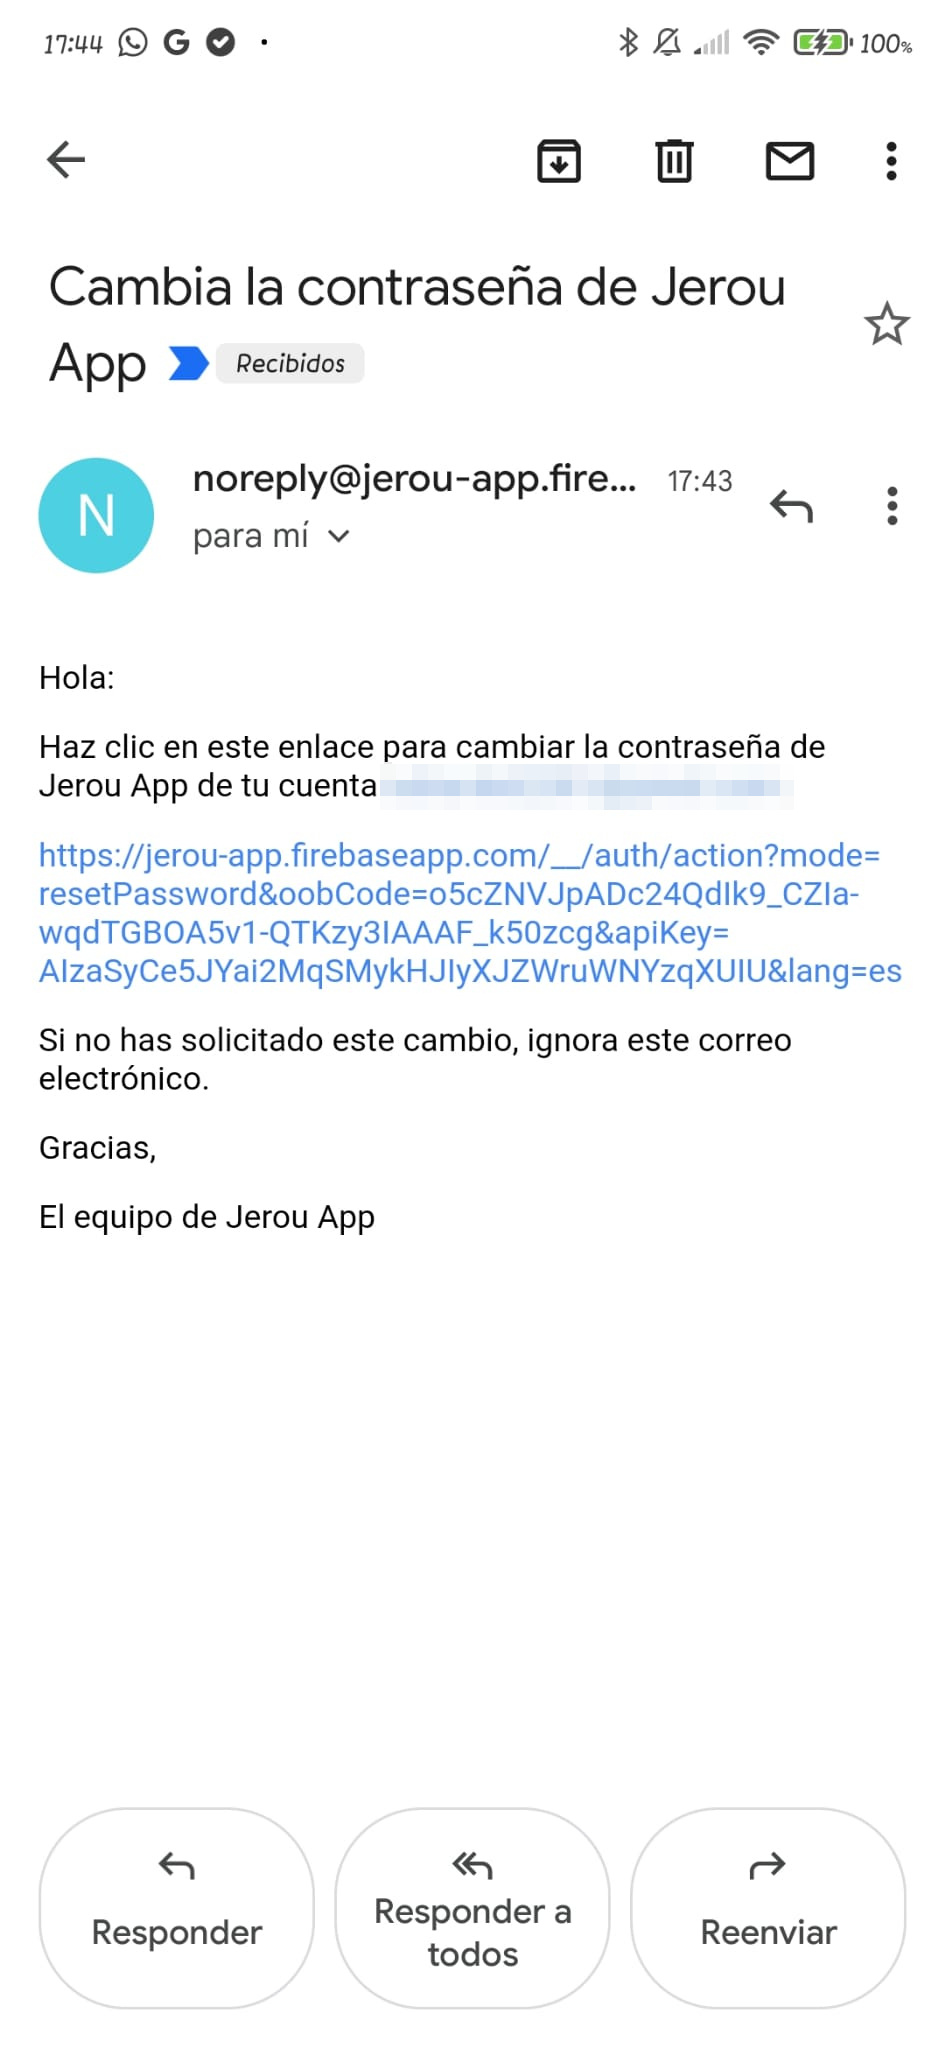 17:44
100%
Cambia la contraseña de Jerou
App Recibidos
N
noreply@jerou-app.fire... 17:43
para mí
Hola:
Haz clic en este enlace para cambiar la contraseña de
Jerou App de tu cuenta
https://jerou-app.firebaseapp.com/__/auth/action?mode=
resetPassword&oobCode=o5cZNVJpADc24QdIk9_CZIa-
wqdTGBOA5v1-QTKzy3IAAAF_k50zcg&apiKey=
AIzaSyCe5JYai2MqSMykHJIyXJZWruWNYzqXUIU&lang=es
Si no has solicitado este cambio, ignora este correo
electrónico.
Gracias,
El equipo de Jerou App
Responder
Responder a
todos
Reenviar